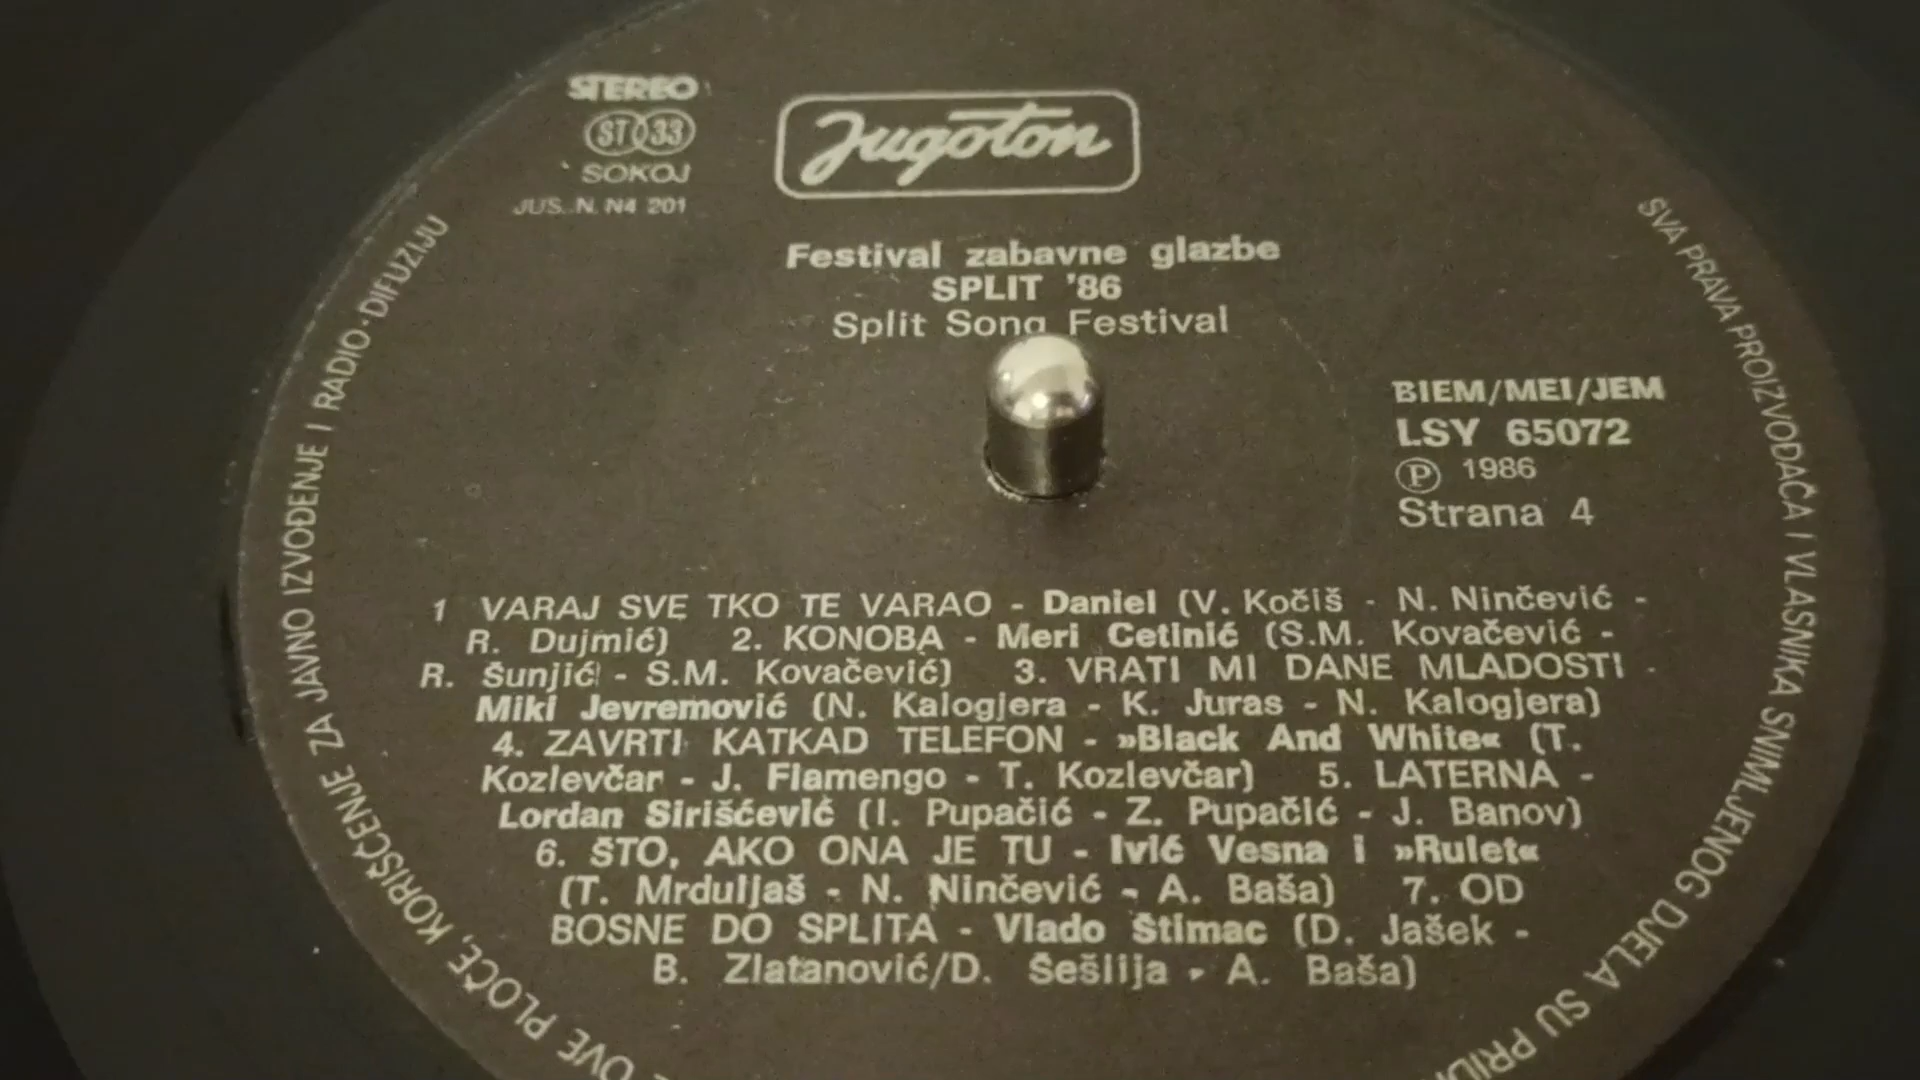 STEREO
ST 33
SOKOJ
JUS. N. N4 201
Jugoton
Festival zabavne glazbe
SPLIT '86
Split Song Festival
BIEM/MEI/JEM
LSY 65072
Ⓟ 1986
Strana 4
1 VARAJ SVE TKO TE VARAO - Daniel (V. Kočiš - N. Ninčević -
R. Dujmić) 2. KONOBA - Meri Cetinić (S.M. Kovačević -
R. Šunjić - S.M. Kovačević) 3. VRATI MI DANE MLADOSTI -
Miki Jevremović (N. Kalogjera - K. Juras - N. Kalogjera)
4. ZAVRTI KATKAD TELEFON - »Black And White« (T.
Kozlevčar - J. Flamengo - T. Kozlevčar) 5. LATERNA -
Lordan Sirišćević (I. Pupačić - Z. Pupačić - J. Banov)
6. ŠTO, AKO ONA JE TU - Ivić Vesna i »Rulet«
(T. Mrduljaš - N. Ninčević - A. Baša) 7. OD
BOSNE DO SPLITA - Vlado Štimac (D. Jašek -
B. Zlatanović/D. Šešlija - A. Baša)
SVA PRAVA PROIZVOĐAČA I VLASNIKA SNIMLJENOG DJELA SU
OVE PLOČE, KORIŠĆENJE ZA JAVNO IZVOĐENJE I RADIO-DIFUZIJU